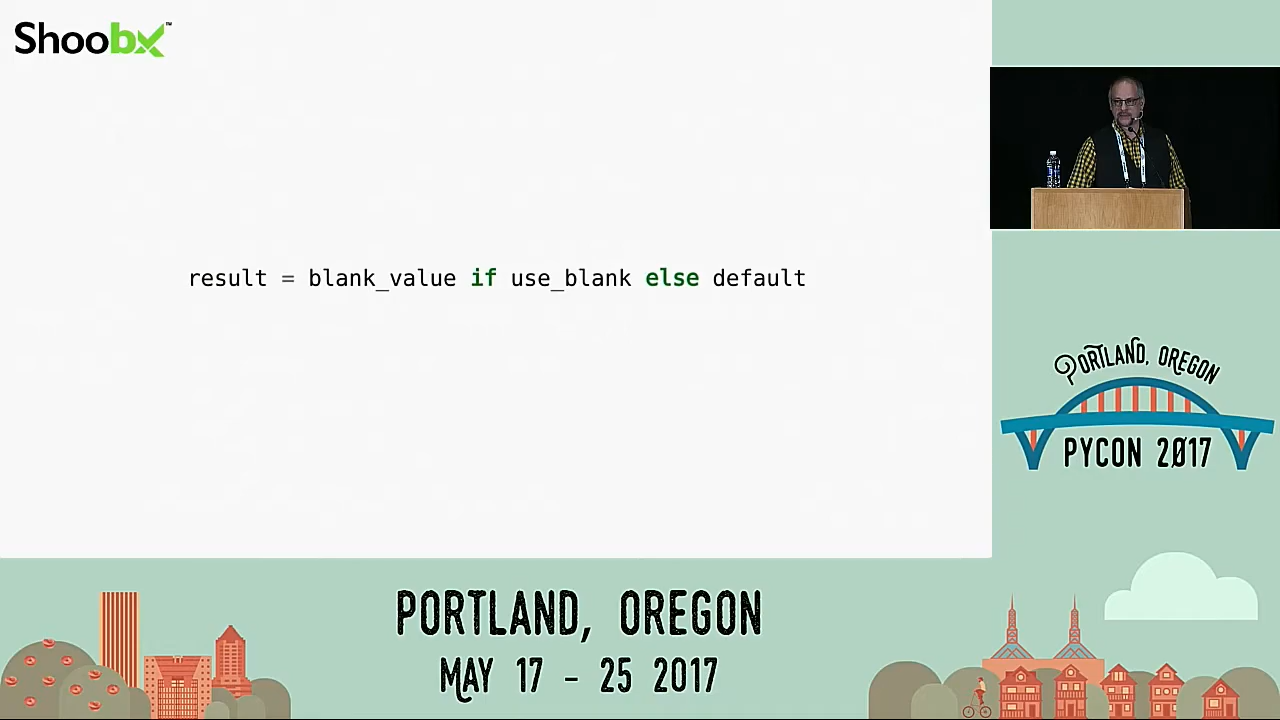 Shoobx™
result = blank_value if use_blank else default
PORTLAND, OREGON
PYCON 2017
PORTLAND, OREGON
MAY 17 - 25 2017